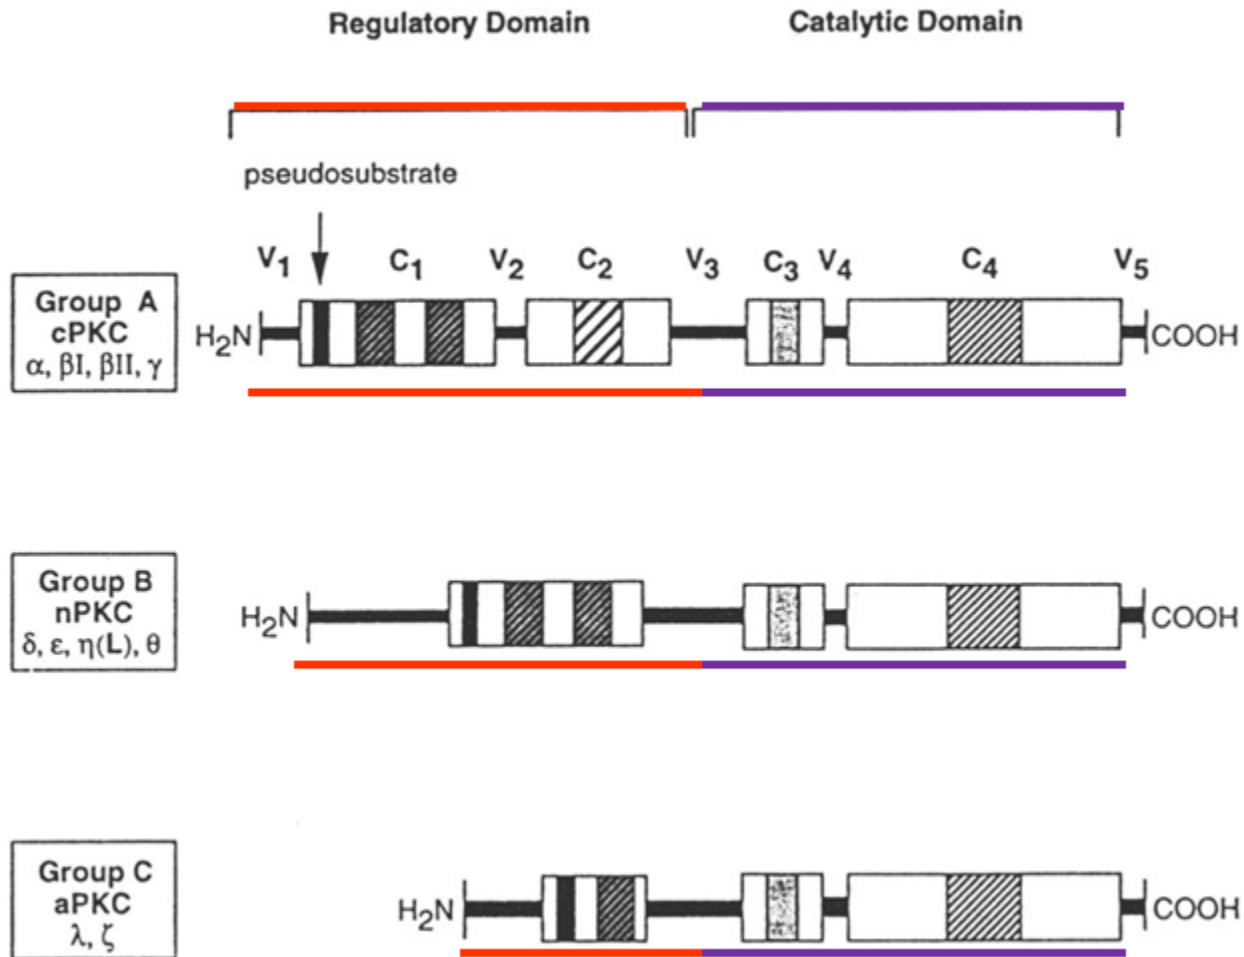 Regulatory Domain Catalytic Domain
pseudosubstrate
V1 C1 V2 C2 V3 C3 V4 C4 V5
Group A
cPKC
α, βI, βII, γ
H2N COOH
Group B
nPKC
δ, ε, η(L), θ
H2N COOH
Group C
aPKC
λ, ζ
H2N COOH